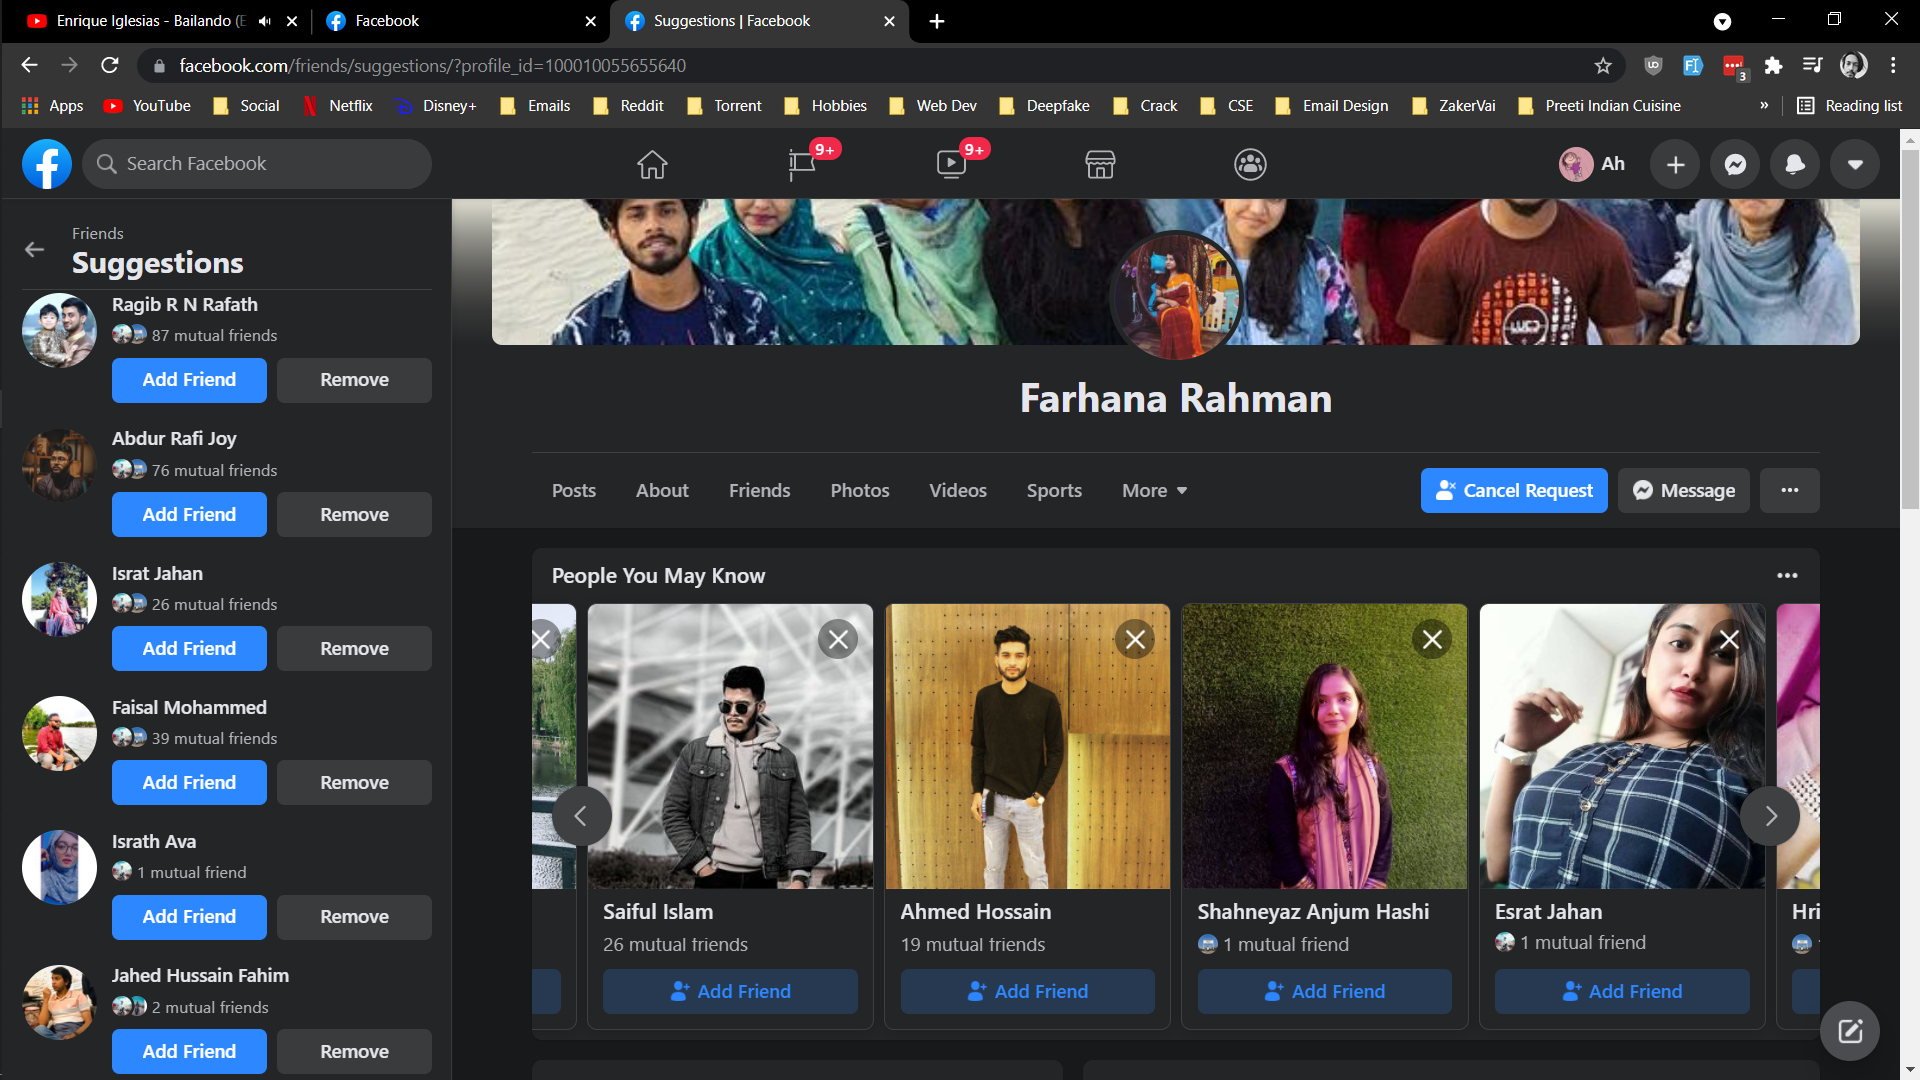 Enrique Iglesias - Bailando (E
Facebook
Suggestions | Facebook
facebook.com/friends/suggestions/?profile_id=100010055655640
3
Apps
YouTube
Social
Netflix
Disney+
Emails
Reddit
Torrent
Hobbies
Web Dev
Deepfake
Crack
CSE
Email Design
ZakerVai
Preeti Indian Cuisine
»
Reading list
Search Facebook
9+
9+
Ah
Friends
Suggestions
Ragib R N Rafath
87 mutual friends
Add Friend
Remove
Abdur Rafi Joy
76 mutual friends
Add Friend
Remove
Israt Jahan
26 mutual friends
Add Friend
Remove
Faisal Mohammed
39 mutual friends
Add Friend
Remove
Israth Ava
1 mutual friend
Add Friend
Remove
Jahed Hussain Fahim
2 mutual friends
Add Friend
Remove
Farhana Rahman
Posts
About
Friends
Photos
Videos
Sports
More
Cancel Request
Message
People You May Know
Saiful Islam
26 mutual friends
Add Friend
Ahmed Hossain
19 mutual friends
Add Friend
Shahneyaz Anjum Hashi
1 mutual friend
Add Friend
Esrat Jahan
1 mutual friend
Add Friend
Hri